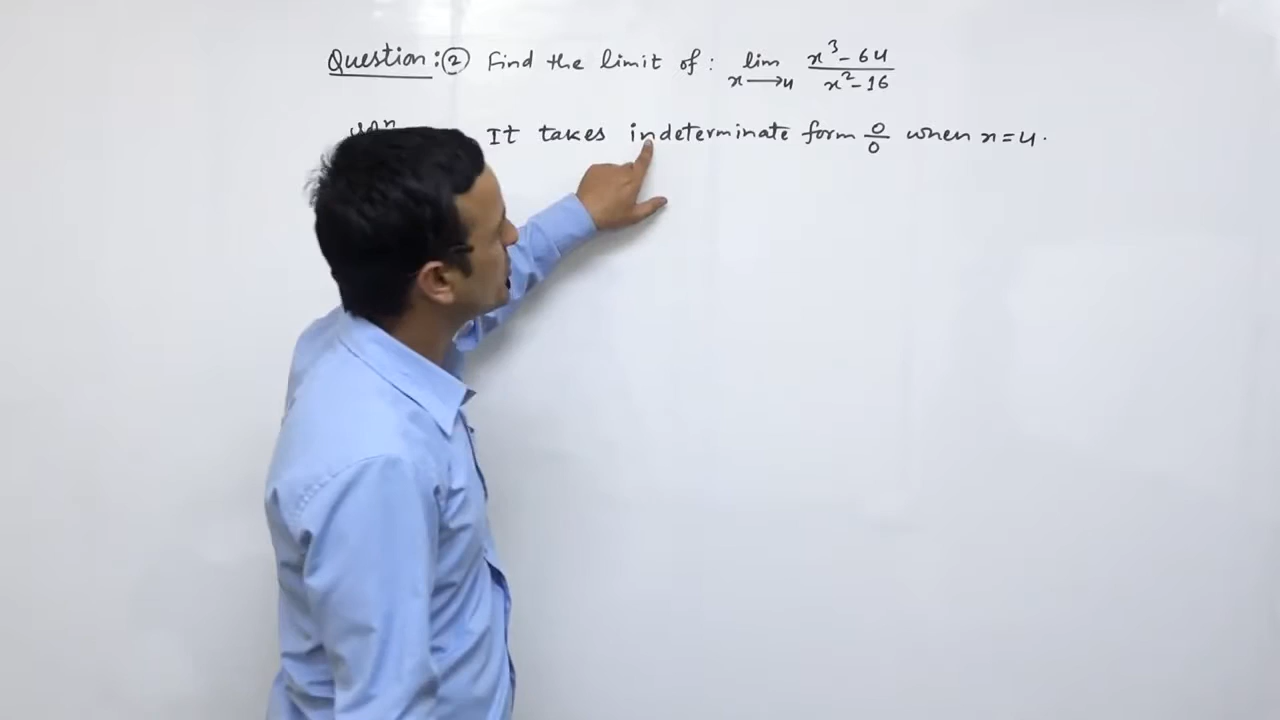 Question:② Find the limit of : lim x→4 x³-64/x²-16
It takes indeterminate form 0/0 when x=4.